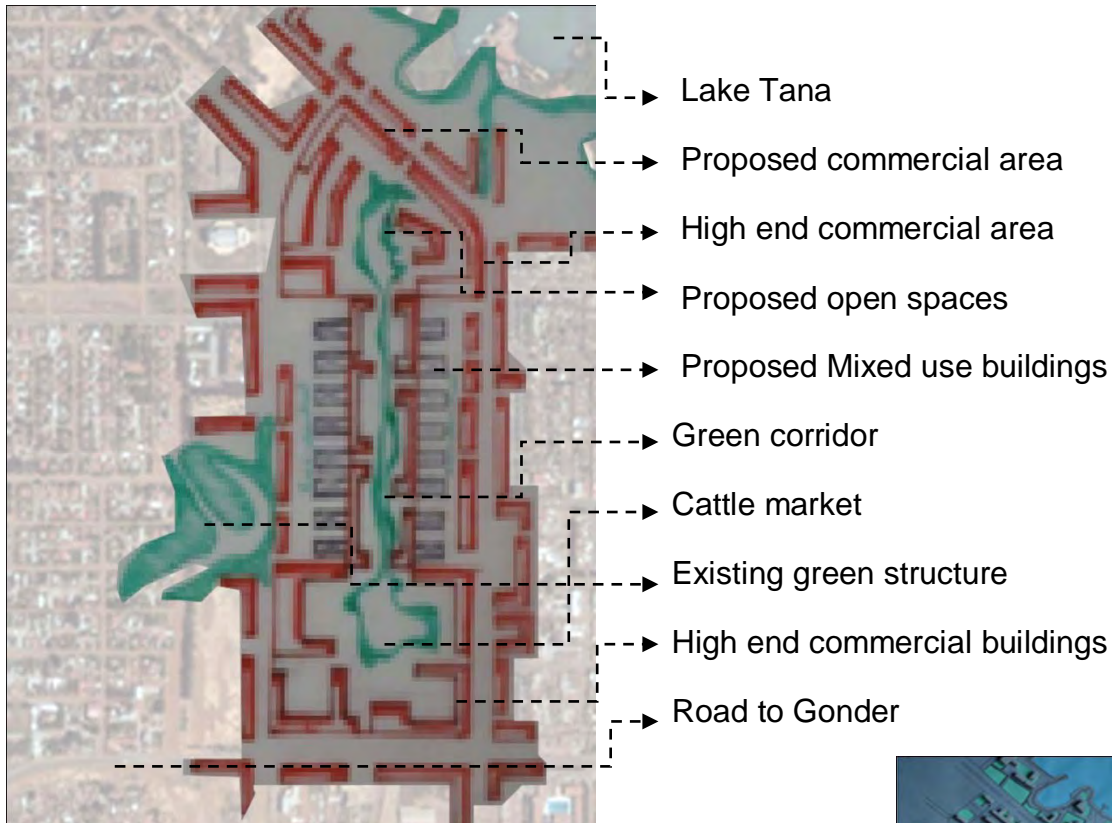 Lake Tana
Proposed commercial area
High end commercial area
Proposed open spaces
Proposed Mixed use buildings
Green corridor
Cattle market
Existing green structure
High end commercial buildings
Road to Gonder